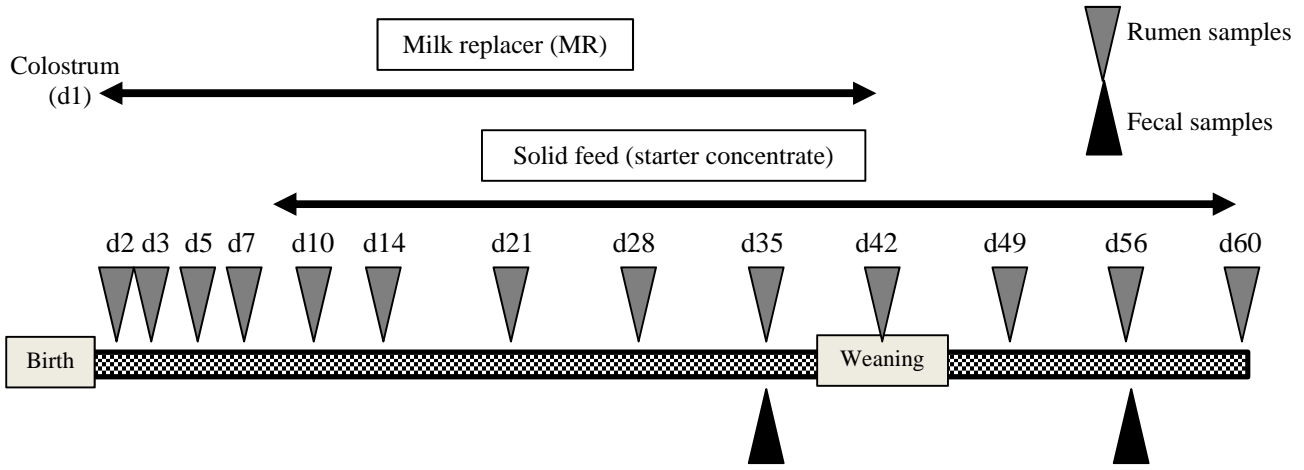 Milk replacer (MR)
Rumen samples
Colostrum
(d1)
Fecal samples
Solid feed (starter concentrate)
d2 d3 d5 d7 d10 d14 d21 d28 d35 d42 d49 d56 d60
Birth
Weaning